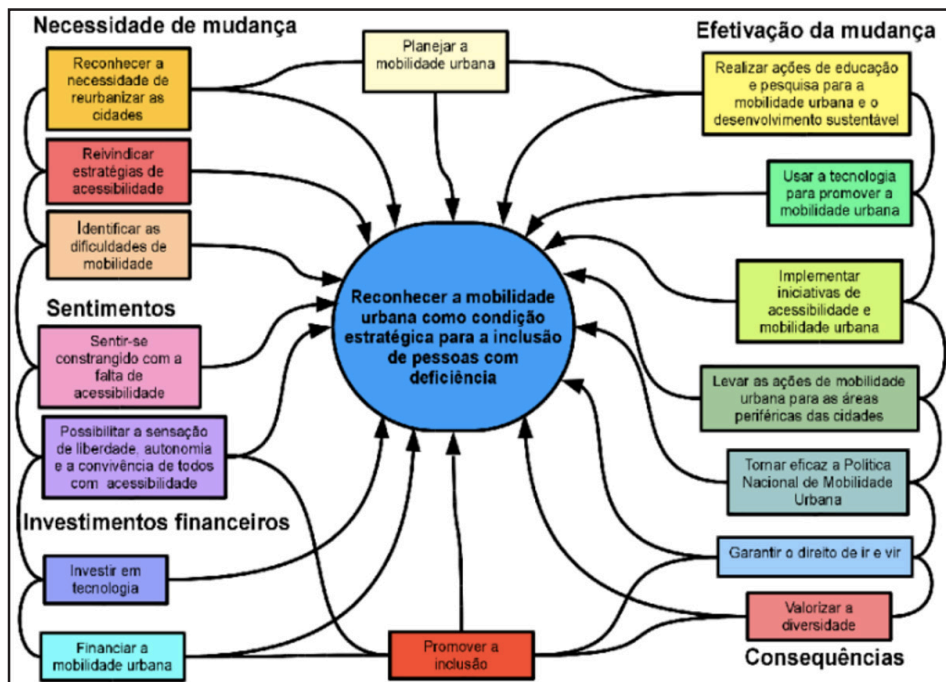 Necessidade de mudança
Reconhecer a
necessidade de
reurbanizar as
cidades
Reivindicar
estratégias de
acessibilidade
Identificar as
dificuldades de
mobilidade
Sentimentos
Sentir-se
constrangido com a
falta de
acessibilidade
Possibilitar a sensação
de liberdade, autonomia
e a convivência de todos
com acessibilidade
Investimentos financeiros
Investir em
tecnologia
Financiar a
mobilidade urbana
Planejar a
mobilidade urbana
Reconhecer a mobilidade
urbana como condição
estratégica para a inclusão
de pessoas com
deficiência
Promover a
inclusão
Efetivação da mudança
Realizar ações de educação
e pesquisa para a
mobilidade urbana e o
desenvolvimento sustentável
Usar a tecnologia
para promover a
mobilidade urbana
Implementar
iniciativas de
acessibilidade e
mobilidade urbana
Levar as ações de mobilidade
urbana para as áreas
periféricas das cidades
Tornar eficaz a Política
Nacional de Mobilidade
Urbana
Garantir o direito de ir e vir
Valorizar a
diversidade
Consequências